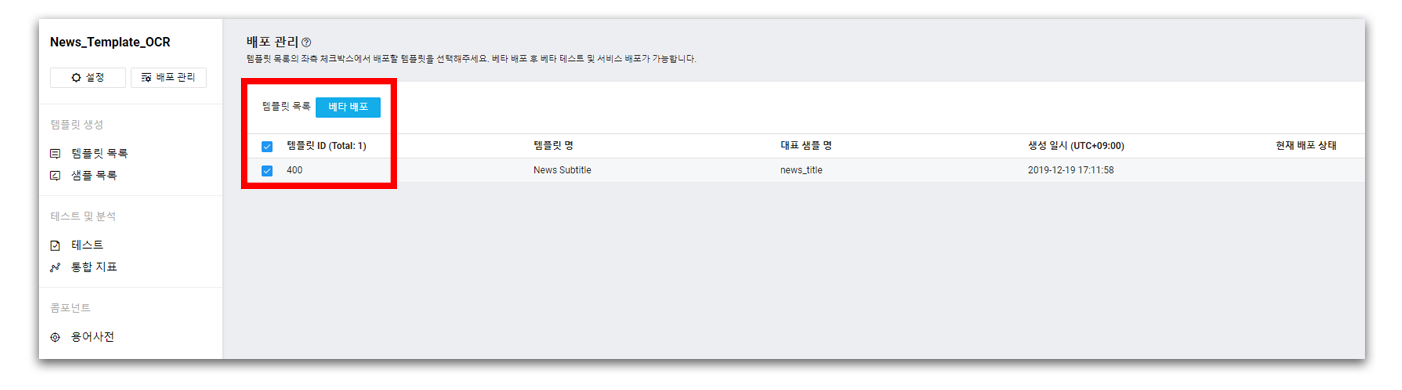 News_Template_OCR
설정 배포 관리
템플릿 생성
템플릿 목록
샘플 목록
테스트 및 분석
테스트
통합 지표
콤포넌트
용어사전
배포 관리
템플릿 목록의 좌측 체크박스에서 배포할 템플릿을 선택해주세요. 베타 배포 후 베타 테스트 및 서비스 배포가 가능합니다.
템플릿 목록 베타 배포
템플릿 ID (Total: 1) 템플릿 명 대표 샘플 명 생성 일시 (UTC+09:00) 현재 배포 상태
400 News Subtitle news_title 2019-12-19 17:11:58